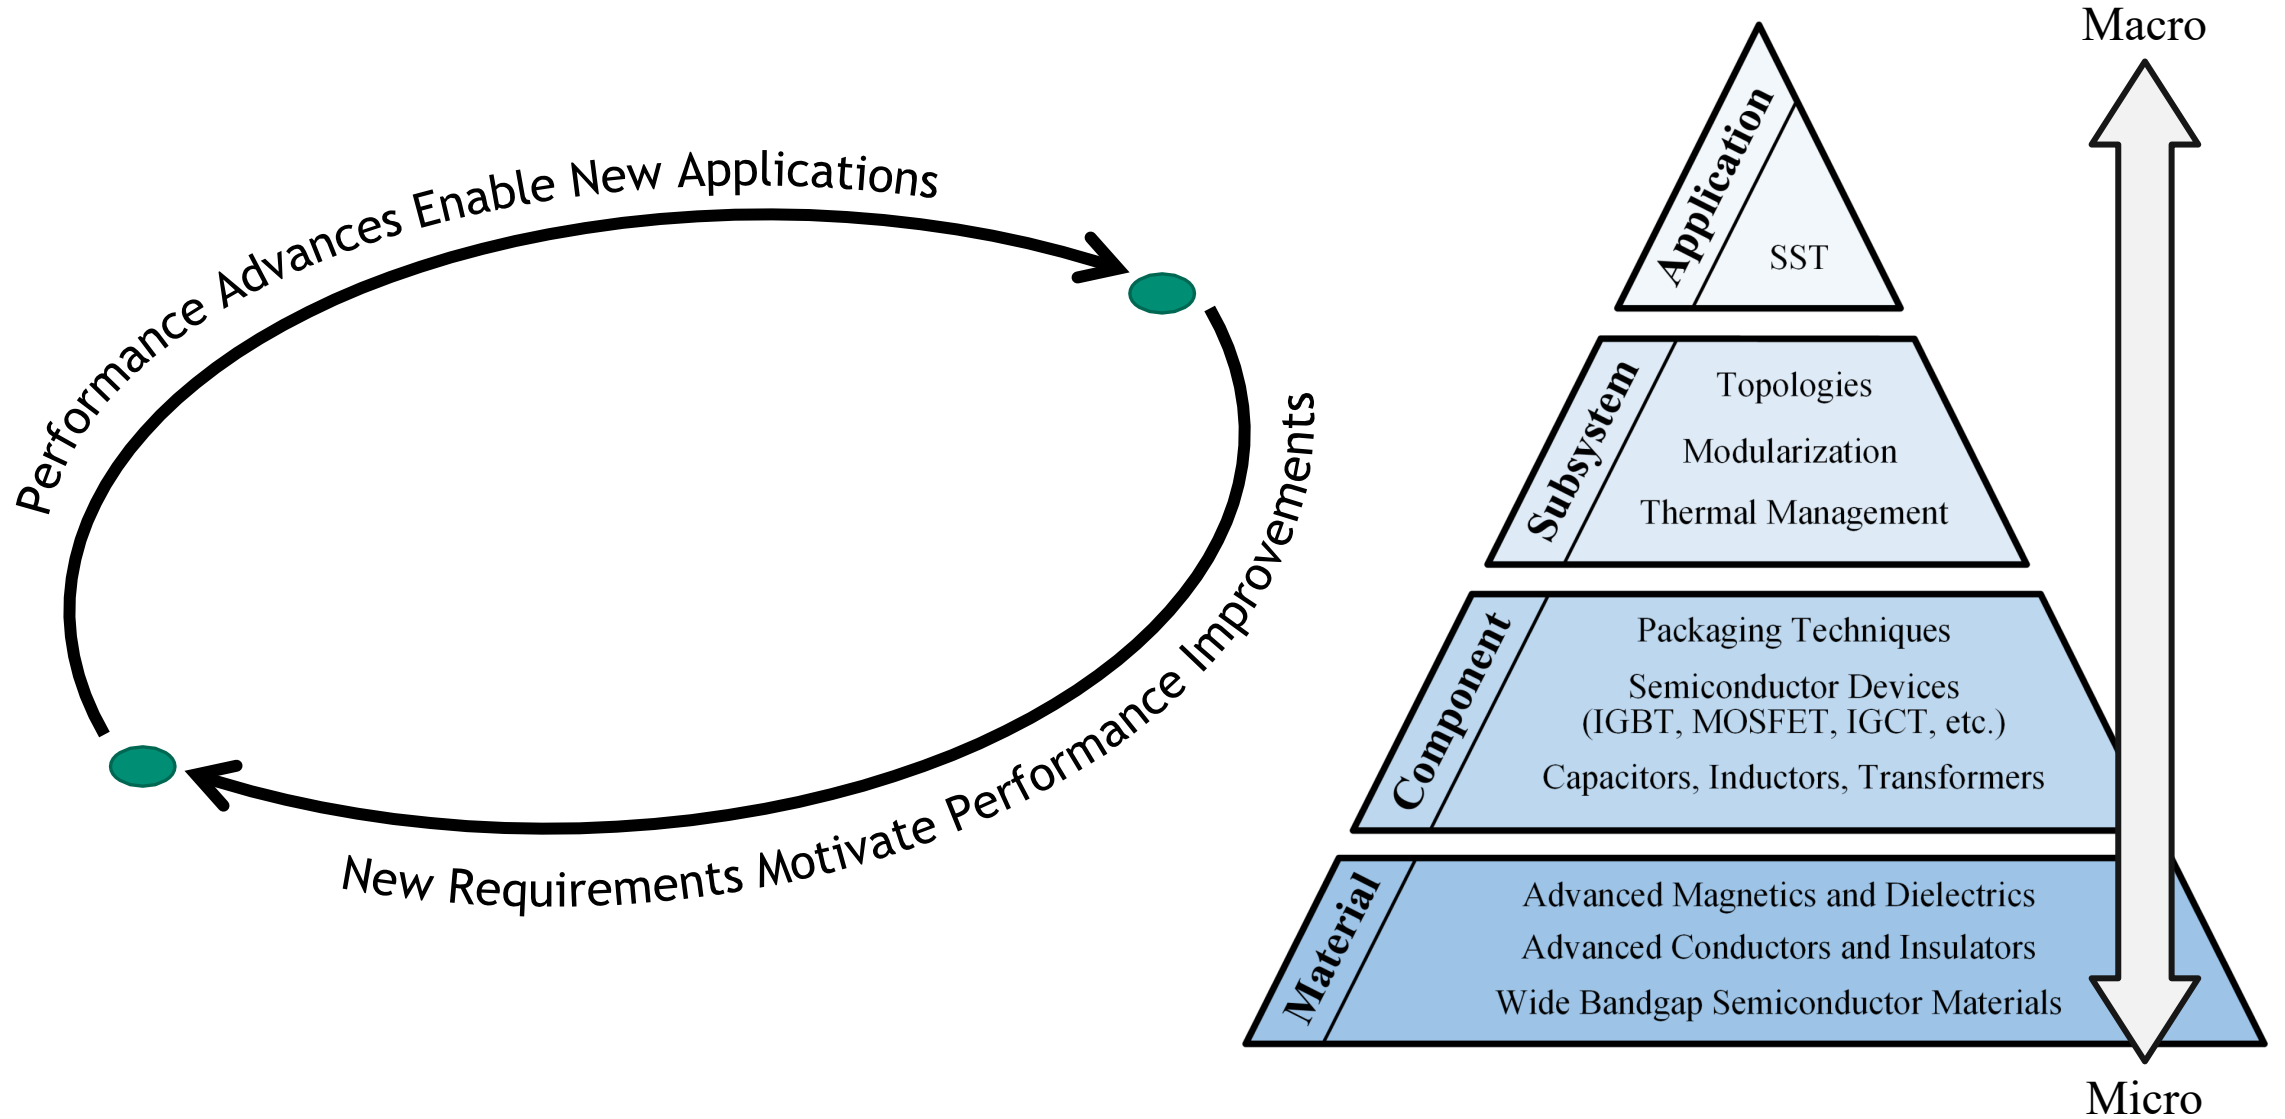 Performance Advances Enable New Applications
New Requirements Motivate Performance Improvements
Macro
Application
SST
Subsystem
Topologies
Modularization
Thermal Management
Component
Packaging Techniques
Semiconductor Devices
(IGBT, MOSFET, IGCT, etc.)
Capacitors, Inductors, Transformers
Material
Advanced Magnetics and Dielectrics
Advanced Conductors and Insulators
Wide Bandgap Semiconductor Materials
Micro